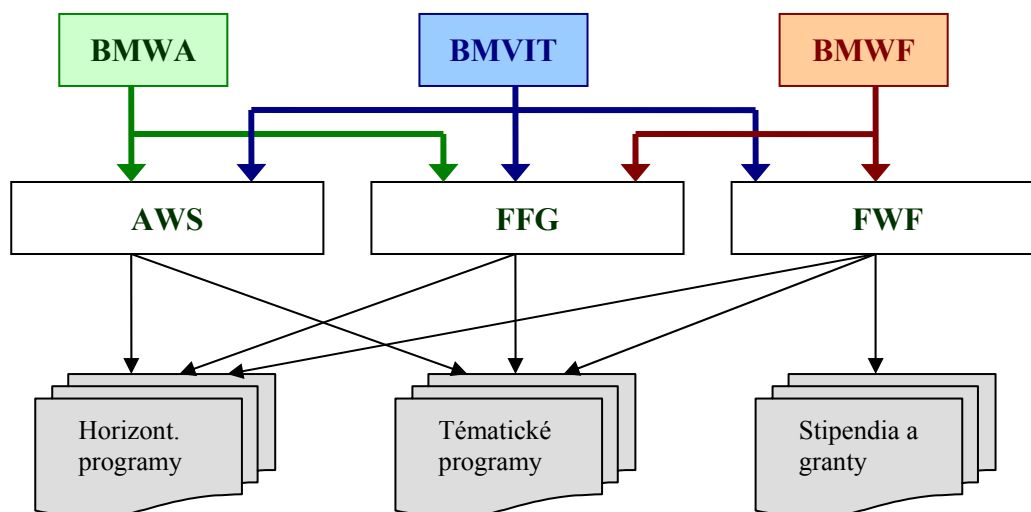 BMWA
BMVIT
BMWF
AWS
FFG
FWF
Horizont.
programy
Tématické
programy
Stipendia a
granty